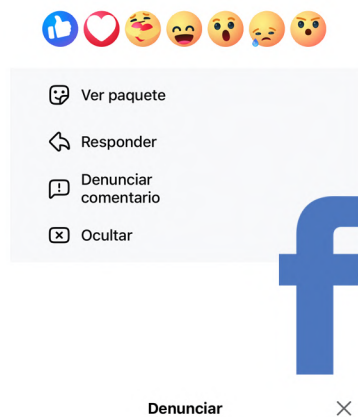 Ver paquete
Responder
Denunciar
comentario
Ocultar
f
Denunciar